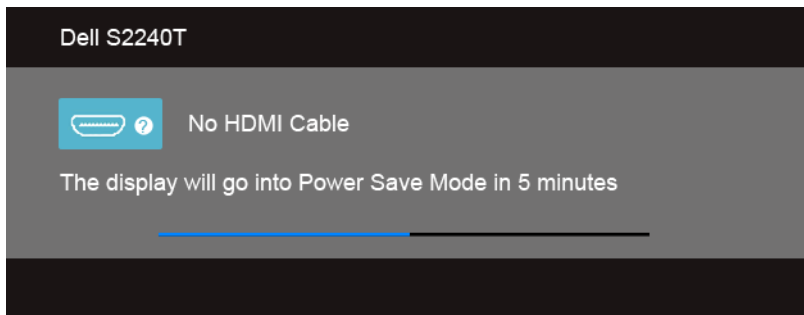 Dell S2240T
? No HDMI Cable
The display will go into Power Save Mode in 5 minutes